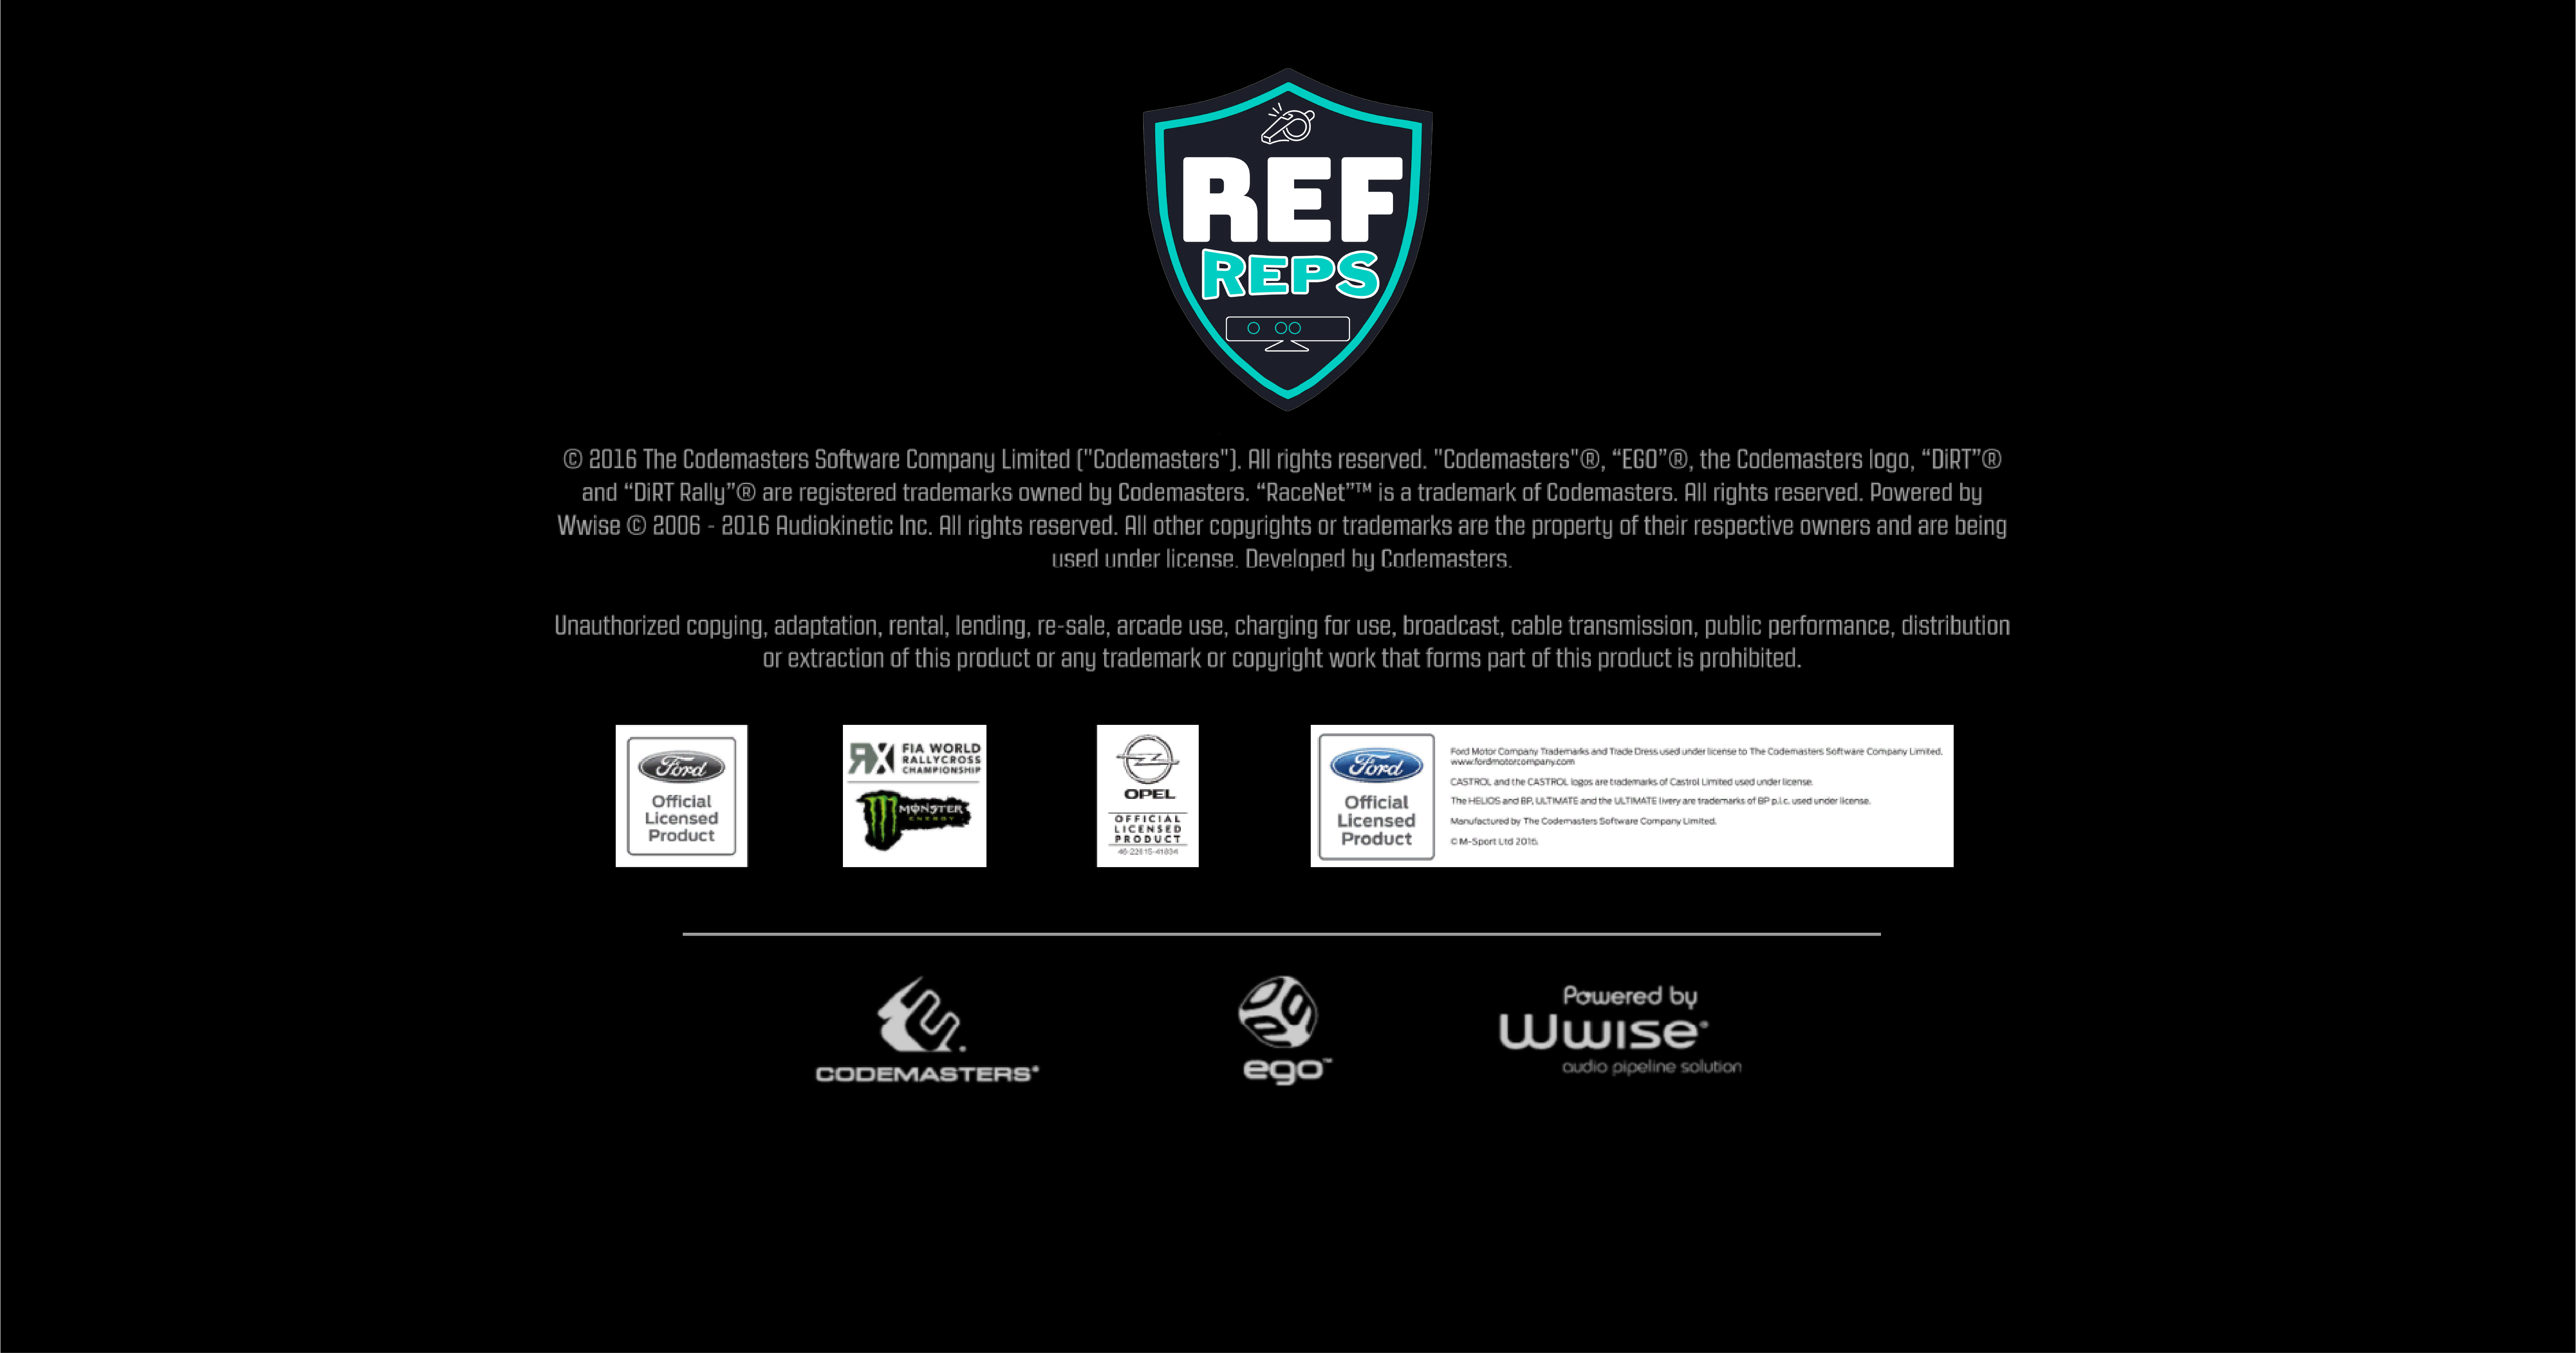 REF
REPS
© 2016 The Codemasters Software Company Limited ("Codemasters"). All rights reserved. "Codemasters"®, “EGO”®, the Codemasters logo, “DiRT”®
and “DiRT Rally”® are registered trademarks owned by Codemasters. “RaceNet”™ is a trademark of Codemasters. All rights reserved. Powered by
Wwise © 2006 - 2016 Audiokinetic Inc. All rights reserved. All other copyrights or trademarks are the property of their respective owners and are being
used under license. Developed by Codemasters.
Unauthorized copying, adaptation, rental, lending, re-sale, arcade use, charging for use, broadcast, cable transmission, public performance, distribution
or extraction of this product or any trademark or copyright work that forms part of this product is prohibited.
Ford
Official
Licensed
Product
RX FIA WORLD
RALLYCROSS
CHAMPIONSHIP
MONSTER
ENERGY
OPEL
OFFICIAL
LICENSED
PRODUCT
Ford
Official
Licensed
Product
Ford Motor Company Trademarks and Trade Dress used under license to The Codemasters Software Company Limited.
www.fordmotorcompany.com
CASTROL and the CASTROL logos are trademarks of Castrol Limited used under license.
The HELIOS and BP, ULTIMATE and the ULTIMATE livery are trademarks of BP p.l.c. used under license.
Manufactured by The Codemasters Software Company Limited.
© M-Sport Ltd 2016.
CODEMASTERS®
ego™
Powered by
Wwise®
audio pipeline solution